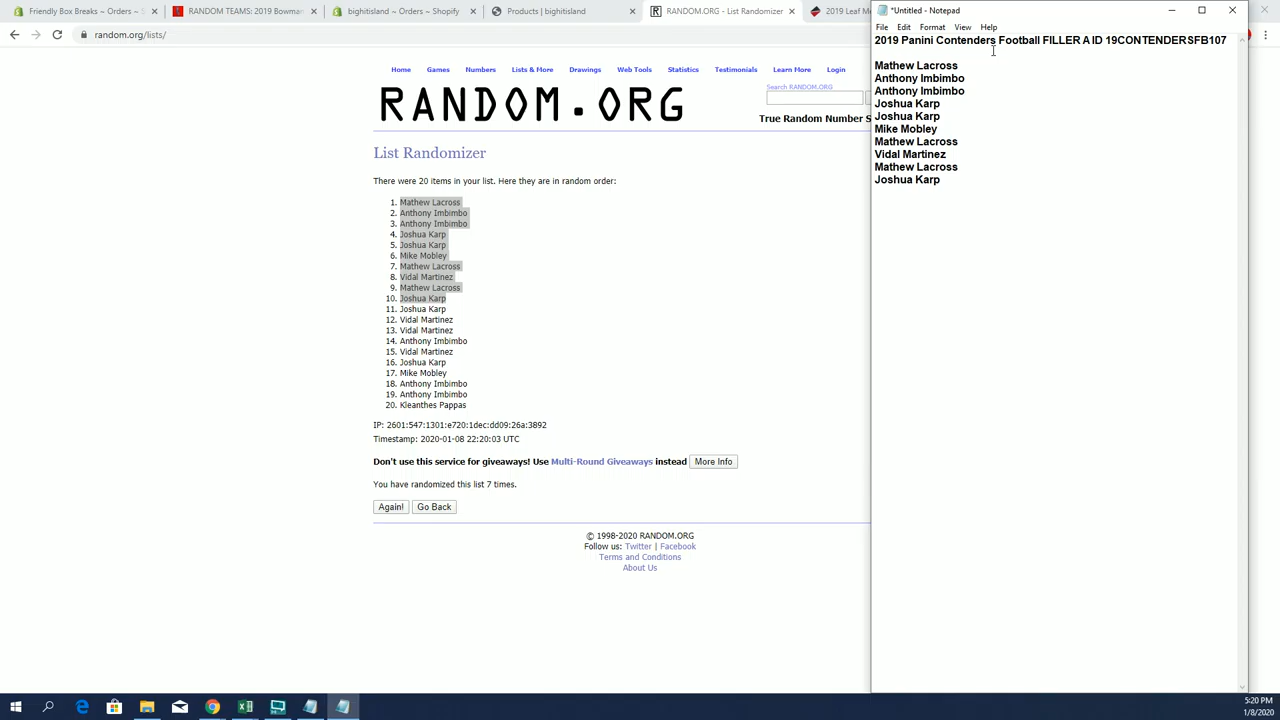 Friendly Box Breaks ~ Orders ~ S
RANDOM TEAMS: 2019 Bowman
bighitisland ~ Orders ~ Shopify
Products | bighitisland
RANDOM.ORG - List Randomizer
2019 Leaf Me
random.org/lists/
Home Games Numbers Lists & More Drawings Web Tools Statistics Testimonials Learn More Login
Search RANDOM.ORG
RANDOM.ORG
True Random Number S
List Randomizer
There were 20 items in your list. Here they are in random order:
1. Mathew Lacross
2. Anthony Imbimbo
3. Anthony Imbimbo
4. Joshua Karp
5. Joshua Karp
6. Mike Mobley
7. Mathew Lacross
8. Vidal Martinez
9. Mathew Lacross
10. Joshua Karp
11. Joshua Karp
12. Vidal Martinez
13. Vidal Martinez
14. Anthony Imbimbo
15. Vidal Martinez
16. Joshua Karp
17. Mike Mobley
18. Anthony Imbimbo
19. Anthony Imbimbo
20. Kleanthes Pappas
IP: 2601:547:1301:e720:1dec:dd09:26a:3892
Timestamp: 2020-01-08 22:20:03 UTC
Don't use this service for giveaways! Use Multi-Round Giveaways instead More Info
You have randomized this list 7 times.
Again! Go Back
© 1998-2020 RANDOM.ORG
Follow us: Twitter | Facebook
Terms and Conditions
About Us
*Untitled - Notepad
File Edit Format View Help
2019 Panini Contenders Football FILLER A ID 19CONTENDERSFB107
Mathew Lacross
Anthony Imbimbo
Anthony Imbimbo
Joshua Karp
Joshua Karp
Mike Mobley
Mathew Lacross
Vidal Martinez
Mathew Lacross
Joshua Karp
5:20 PM
1/8/2020